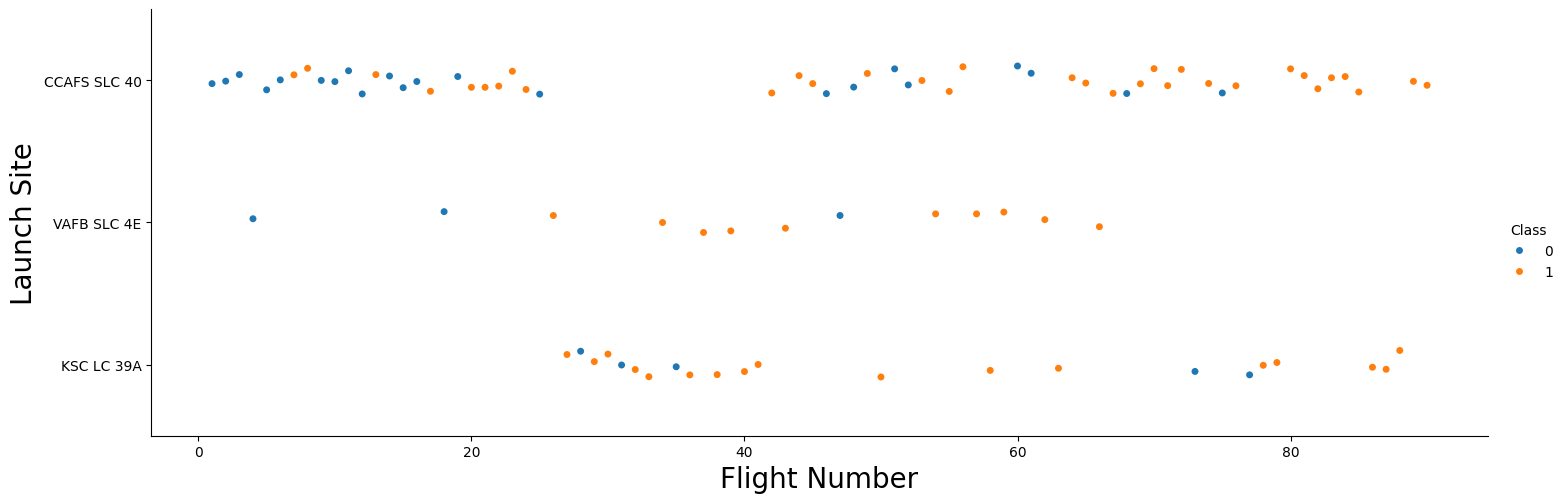 Launch Site
CCAFS SLC 40
VAFB SLC 4E
KSC LC 39A
0
20
40
60
80
Flight Number
Class
0
1